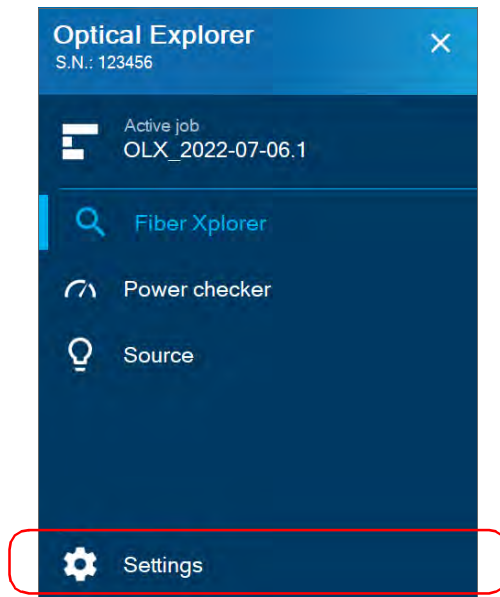 Optical Explorer
S.N.: 123456
Active job
OLX_2022-07-06.1
Fiber Xplorer
Power checker
Source
Settings